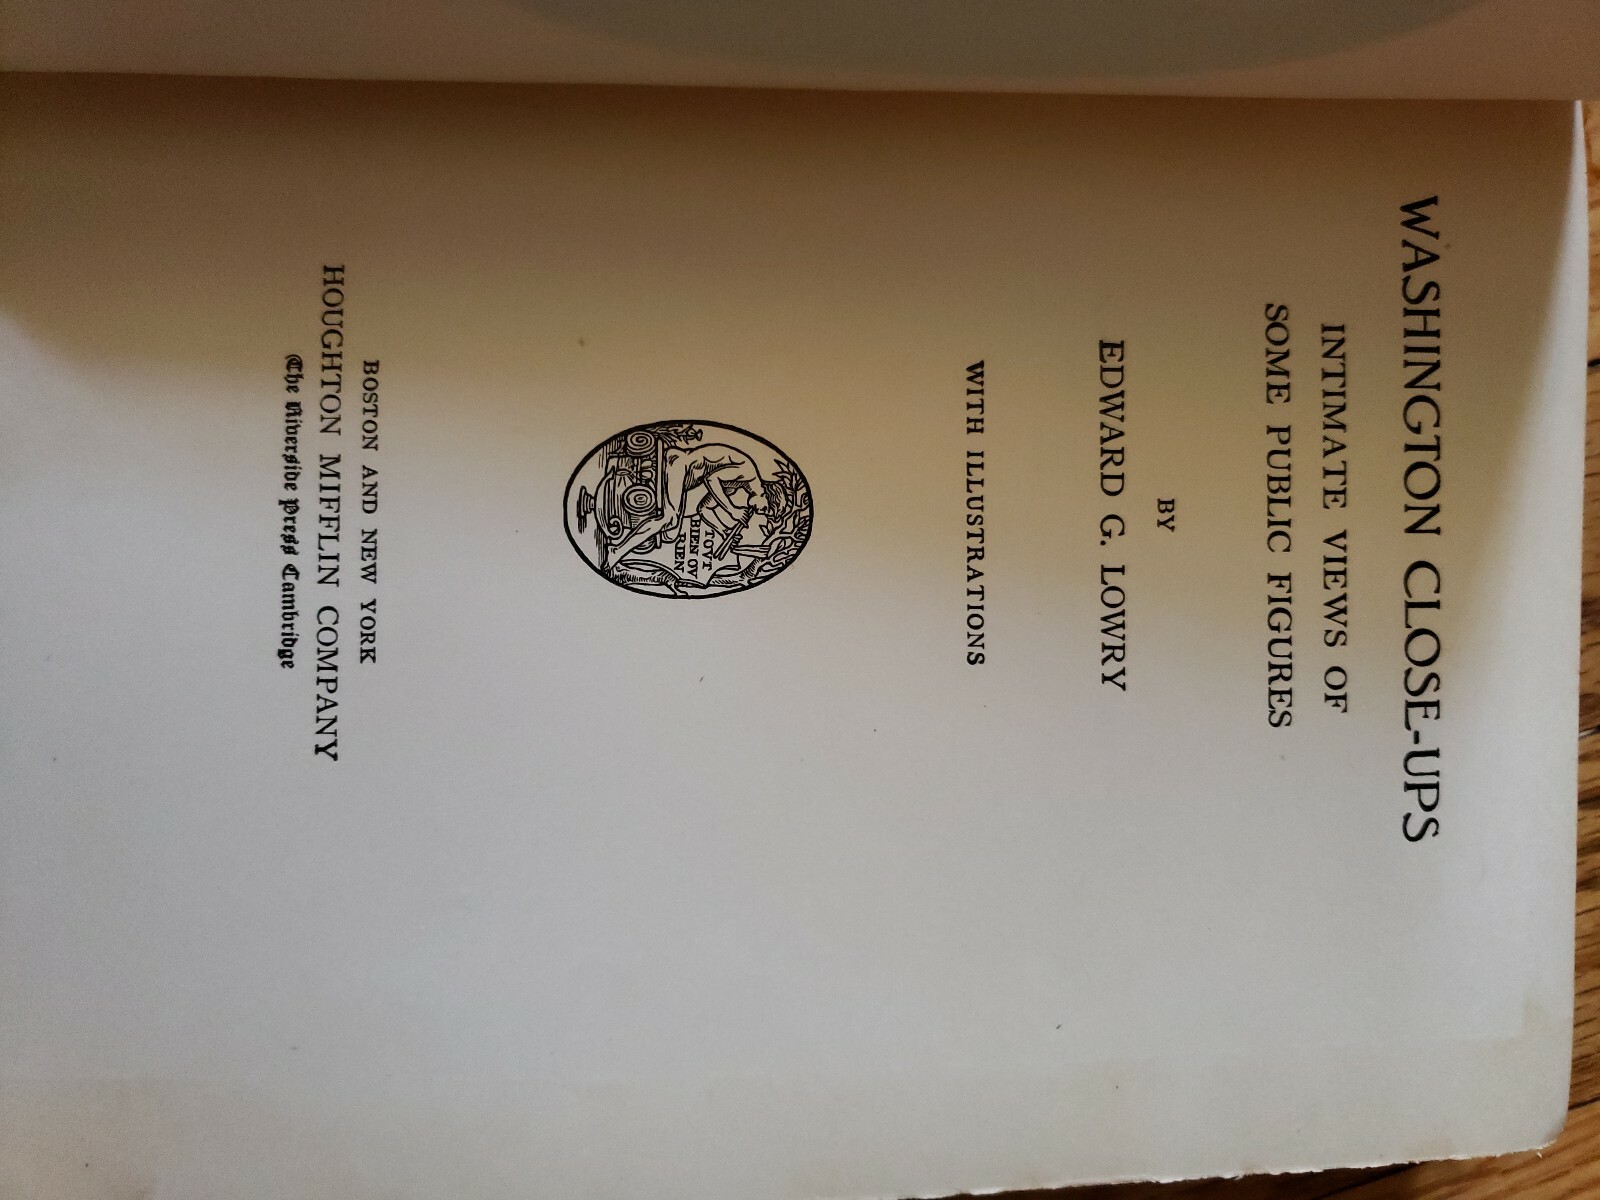 WASHINGTON CLOSE-UPS
INTIMATE VIEWS OF
SOME PUBLIC FIGURES
BY
EDWARD G. LOWRY
WITH ILLUSTRATIONS
TOVT
BIEN OV
RIEN
BOSTON AND NEW YORK
HOUGHTON MIFFLIN COMPANY
The Riverside Press Cambridge